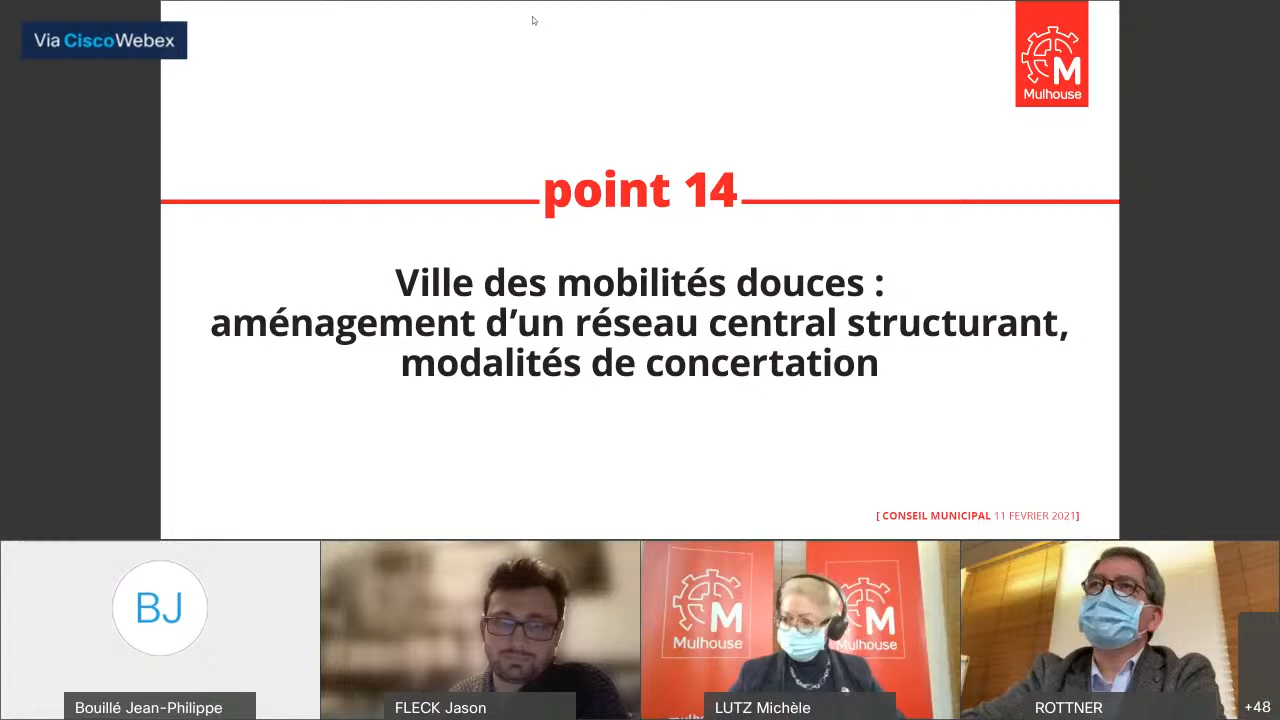 Via CiscoWebex
M
Mulhouse
point 14
Ville des mobilités douces :
aménagement d’un réseau central structurant,
modalités de concertation
[ CONSEIL MUNICIPAL 11 FEVRIER 2021]
BJ
M
Mulhouse
M
Mulhouse
Bouillé Jean-Philippe
FLECK Jason
LUTZ Michèle
ROTTNER
+48